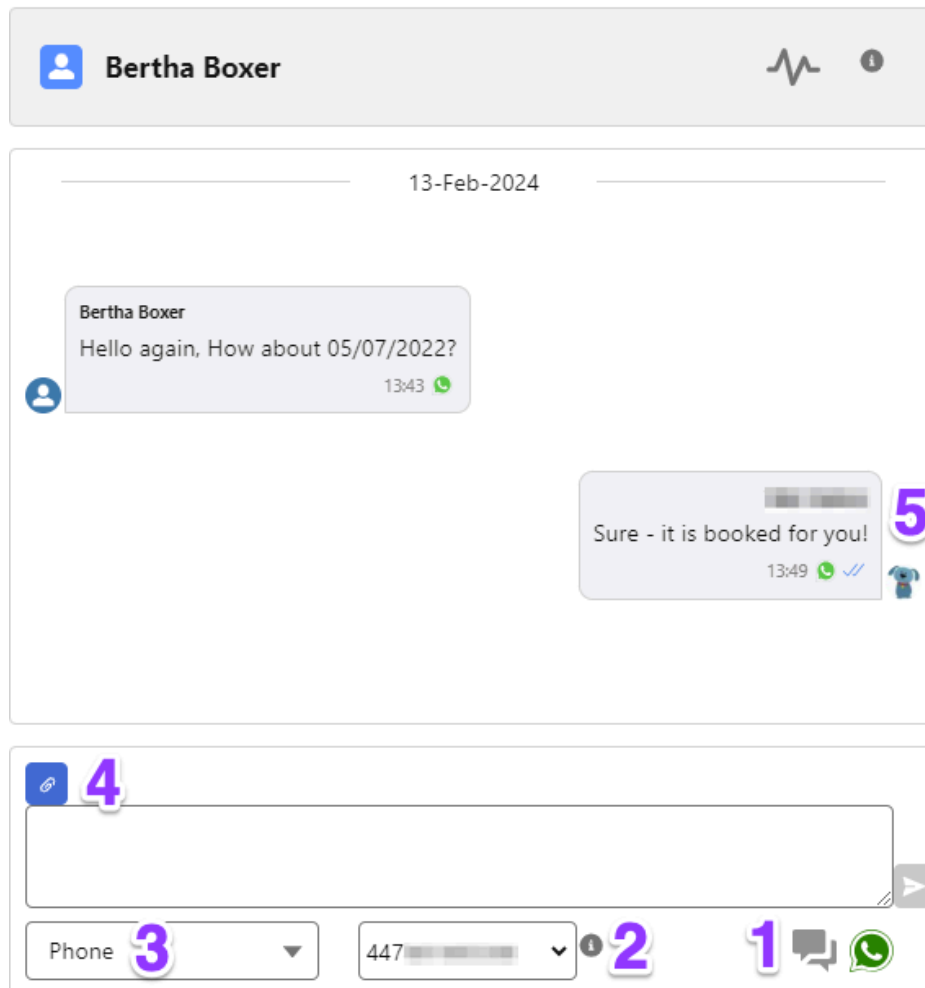 Bertha Boxer
13-Feb-2024
Bertha Boxer
Hello again, How about 05/07/2022?
13:43
5
Sure - it is booked for you!
13:49
4
Phone 3
447
2
1